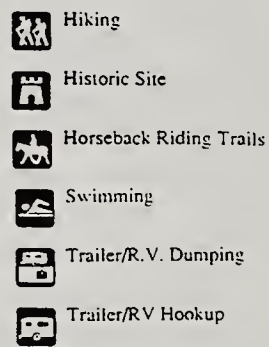 Hiking
Historic Site
Horseback Riding Trails
Swimming
Trailer/R.V. Dumping
Trailer/RV Hookup